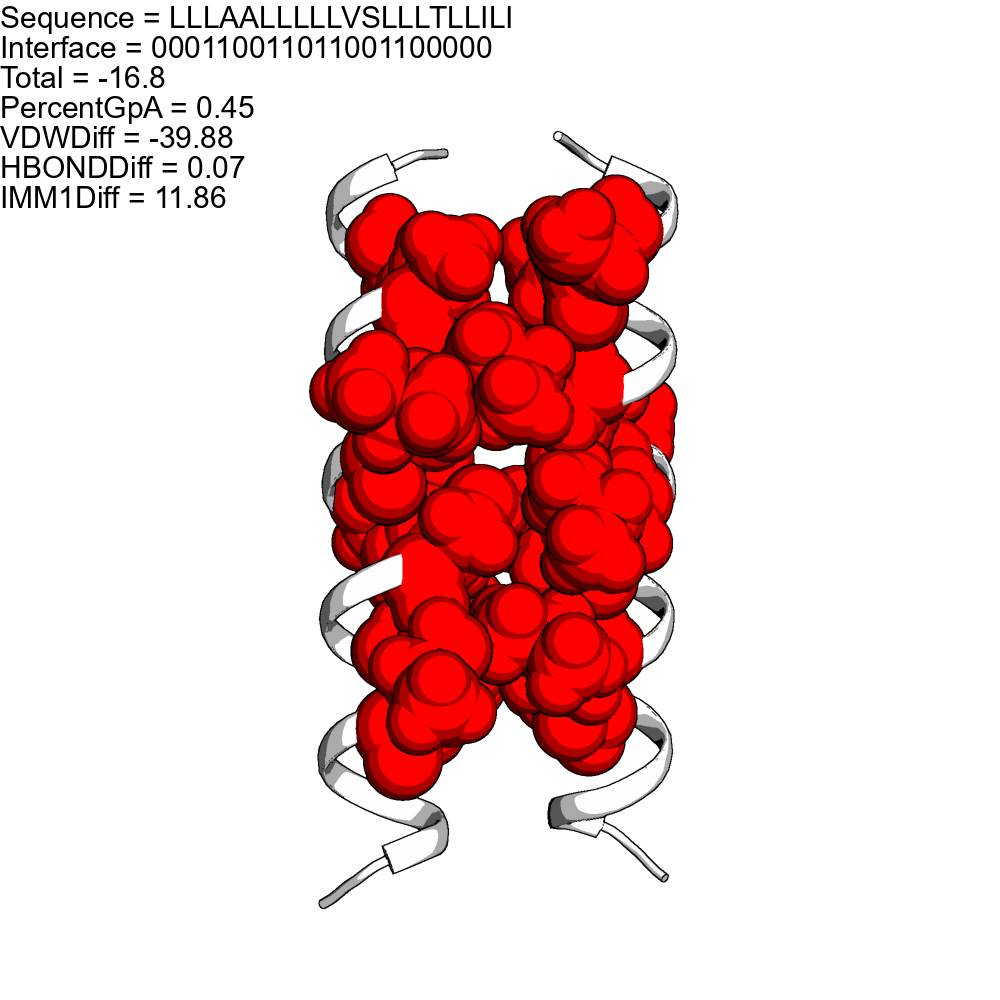 Sequence = LLLAALLLLLVSLLLTLLILI
Interface = 000110011011001100000
Total = -16.8
PercentGpA = 0.45
VDWDiff = -39.88
HBONDDiff = 0.07
IMM1Diff = 11.86